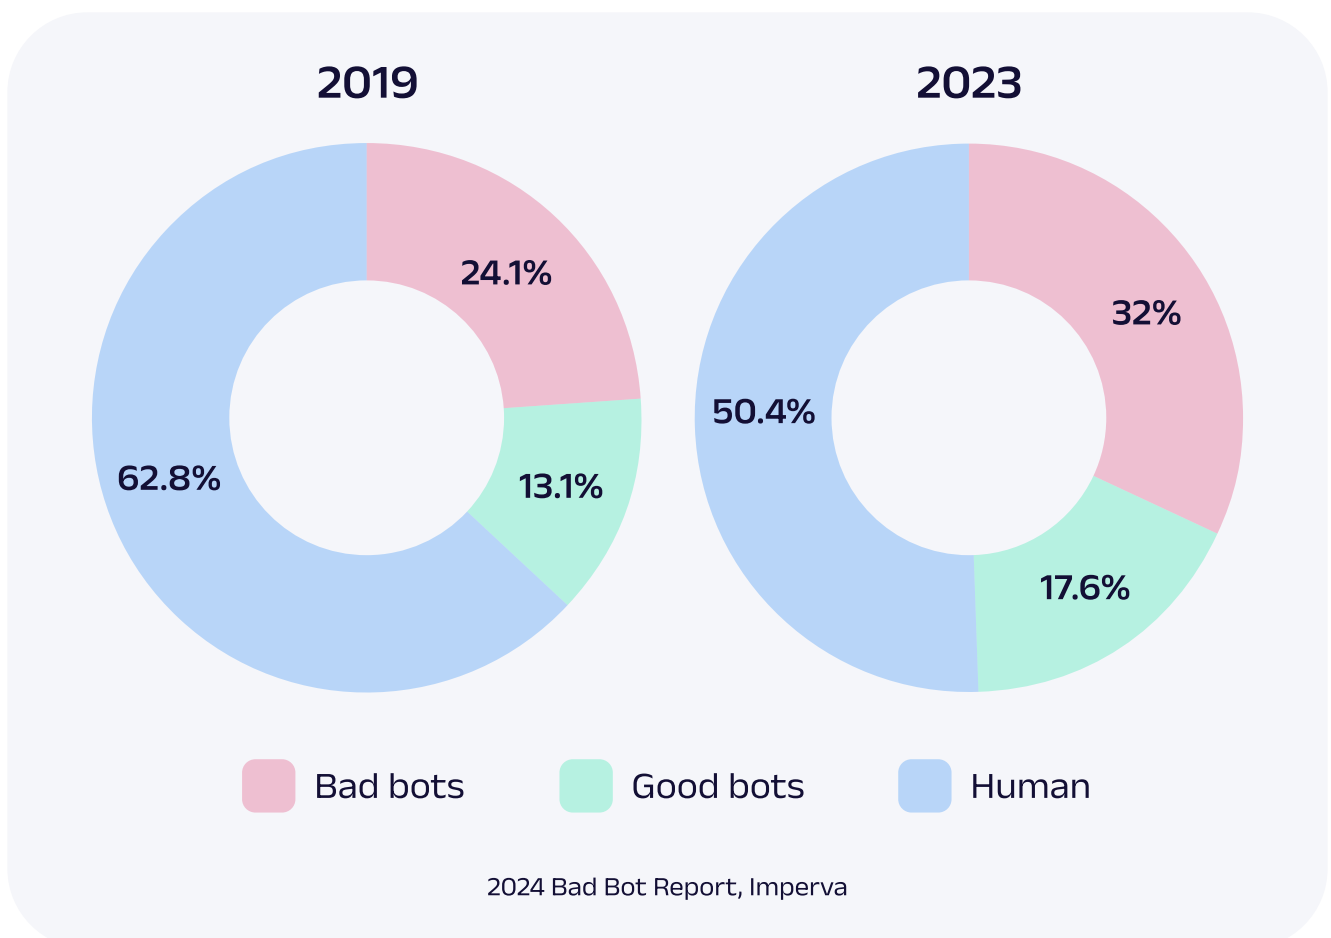 2019
2023
24.1%
13.1%
62.8%
32%
17.6%
50.4%
Bad bots
Good bots
Human
2024 Bad Bot Report, Imperva